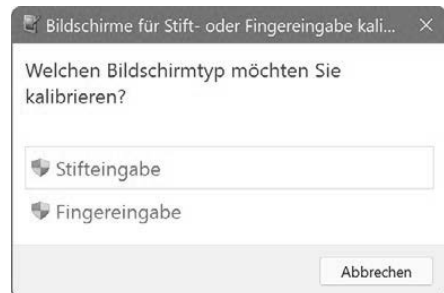 Bildschirme für Stift- oder Fingereingabe kali...
Welchen Bildschirmtyp möchten Sie
kalibrieren?
Stifteingabe
Fingereingabe
Abbrechen